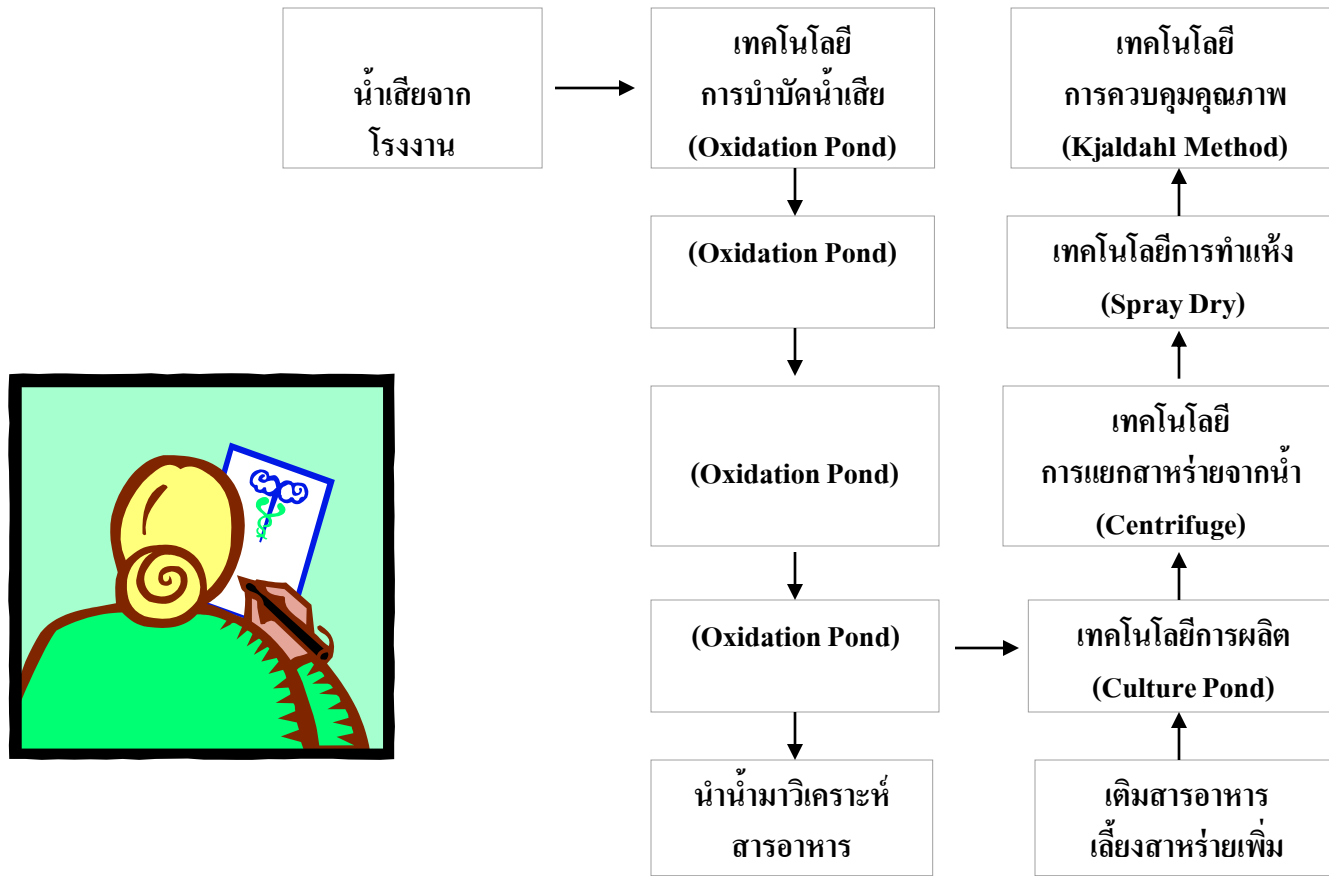 น้ำเสียจาก
โรงงาน
เทคโนโลยี
การบำบัดน้ำเสีย
(Oxidation Pond)
(Oxidation Pond)
(Oxidation Pond)
(Oxidation Pond)
นำน้ำมาวิเคราะห์
สารอาหาร
เทคโนโลยี
การควบคุมคุณภาพ
(Kjaldahl Method)
เทคโนโลยีการทำแห้ง
(Spray Dry)
เทคโนโลยี
การแยกสาหร่ายจากน้ำ
(Centrifuge)
เทคโนโลยีการผลิต
(Culture Pond)
เติมสารอาหาร
เลี้ยงสาหร่ายเพิ่ม